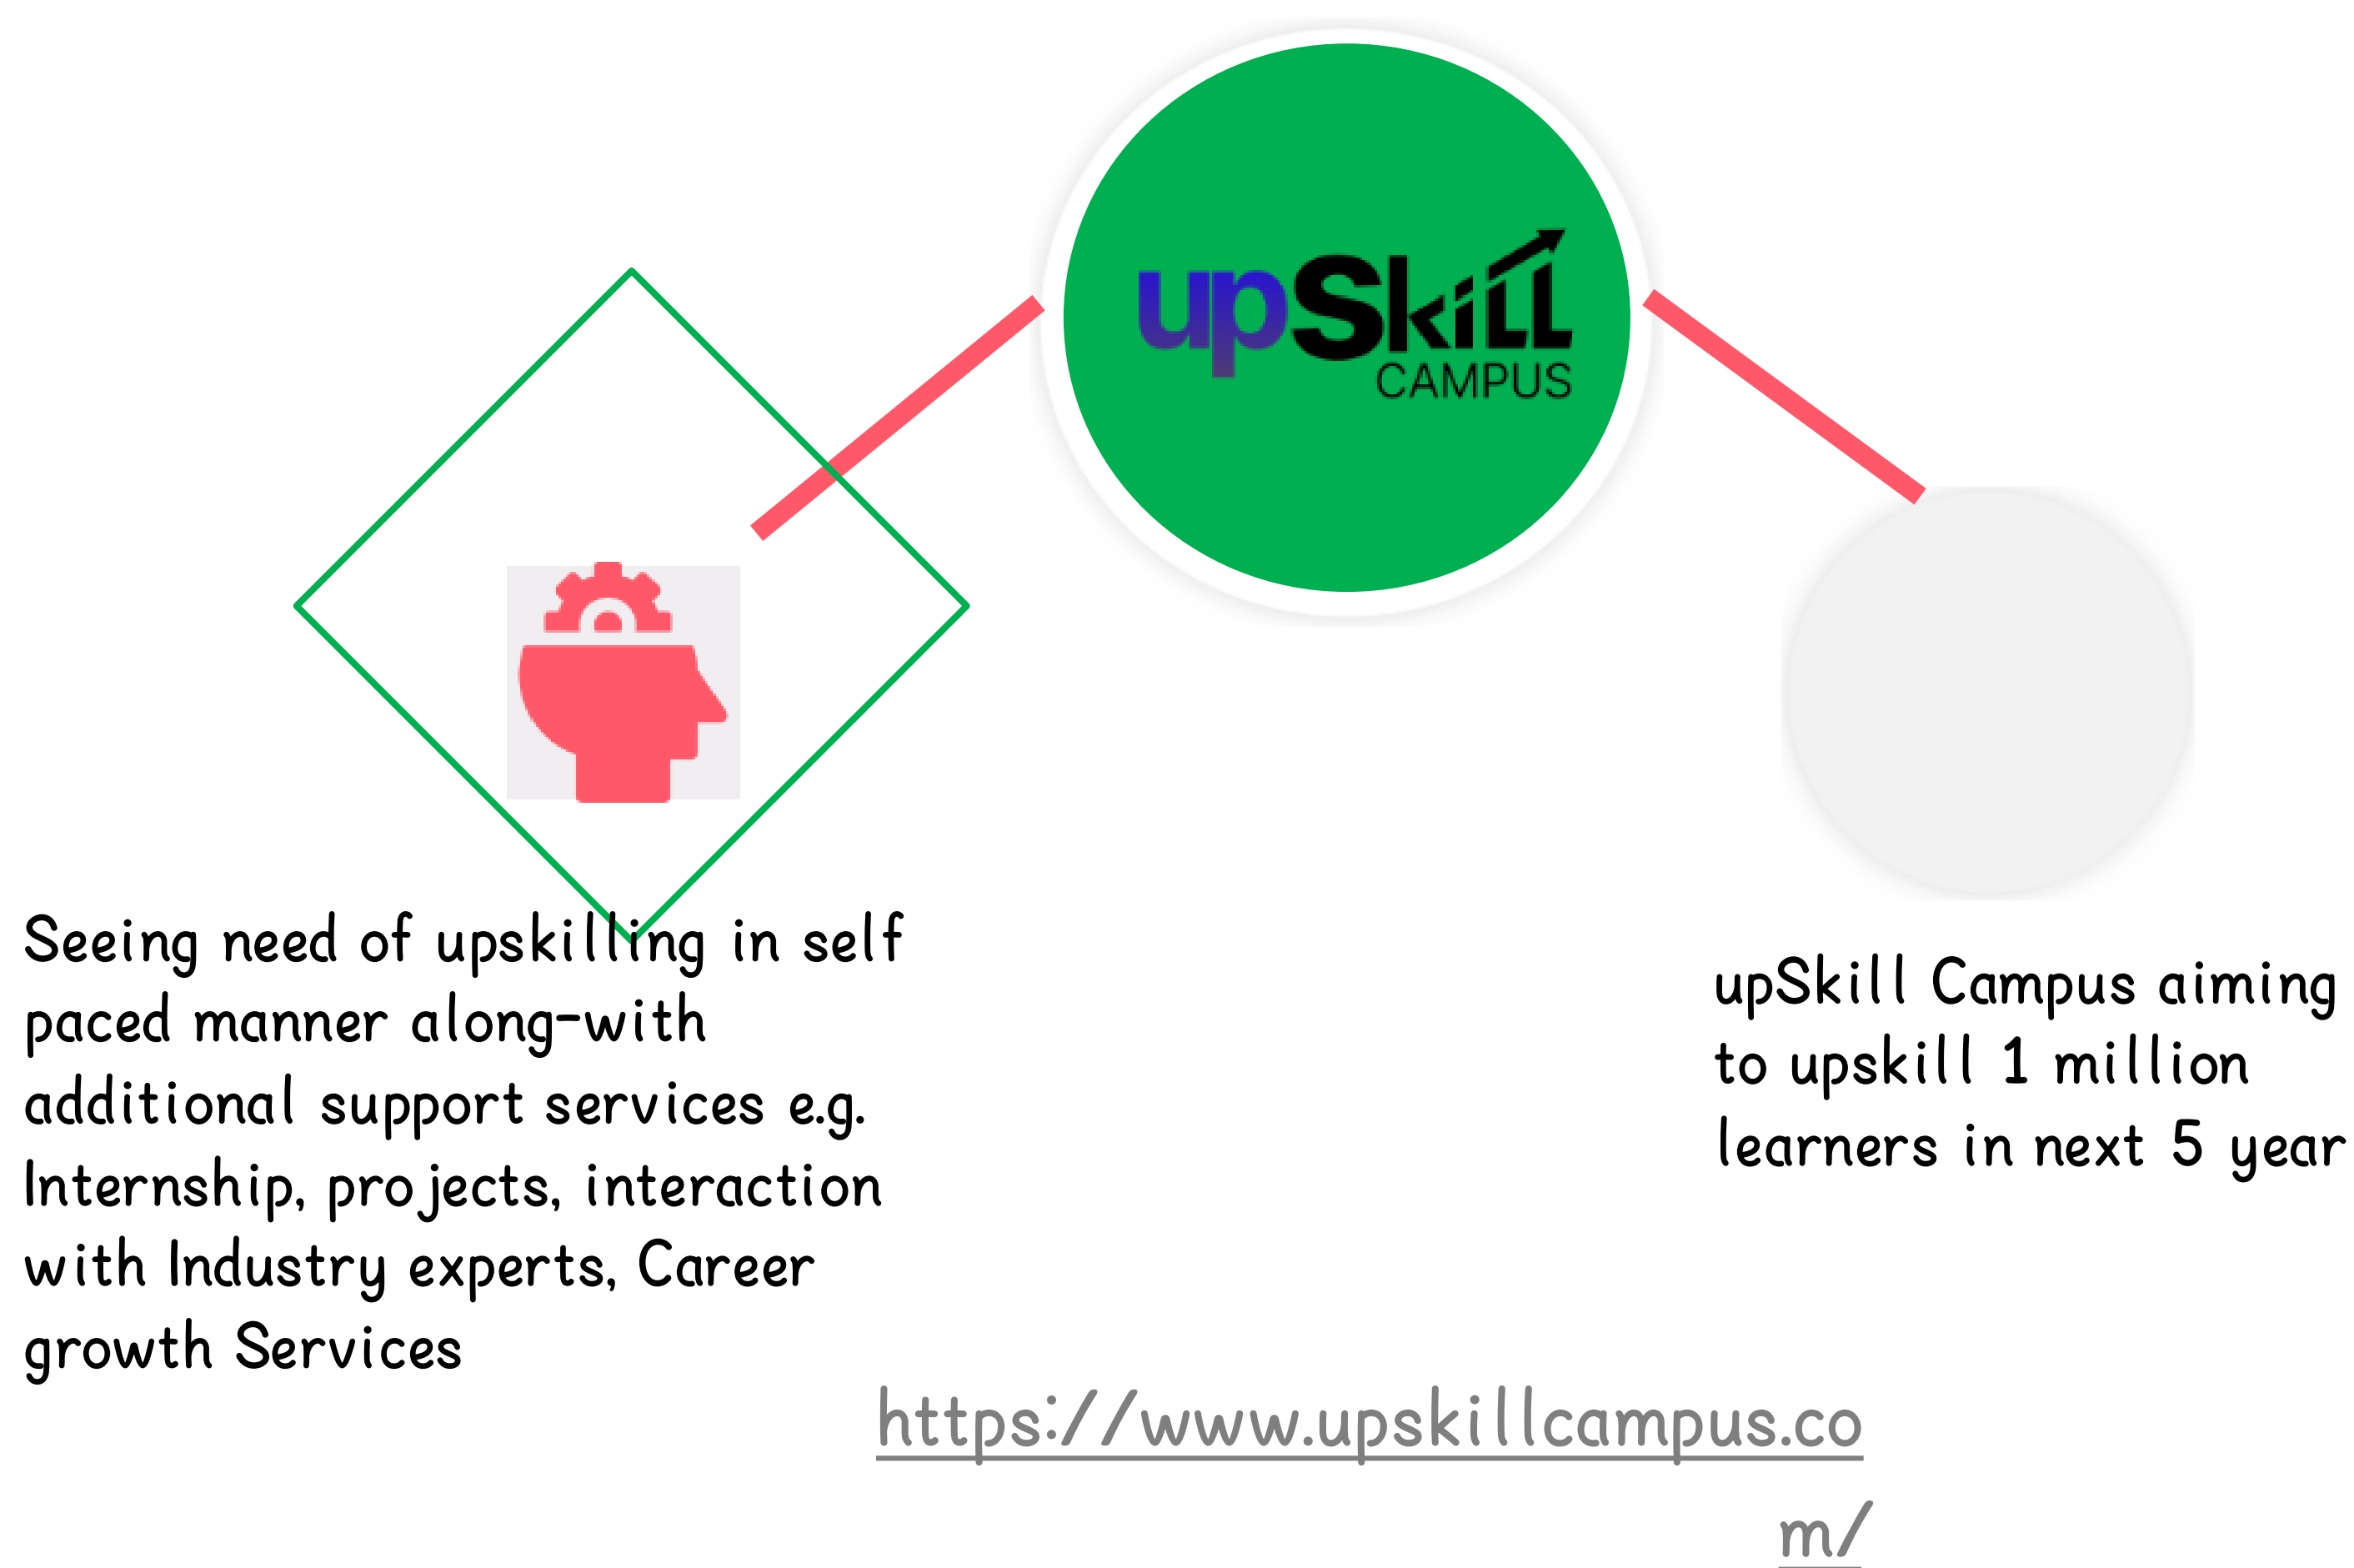 upSkill
CAMPUS
Seeing need of upskilling in self
paced manner along-with
additional support services e.g.
Internship, projects, interaction
with Industry experts, Career
growth Services
upSkill Campus aiming
to upskill 1 million
learners in next 5 year
https://www.upskillcampus.co
m/